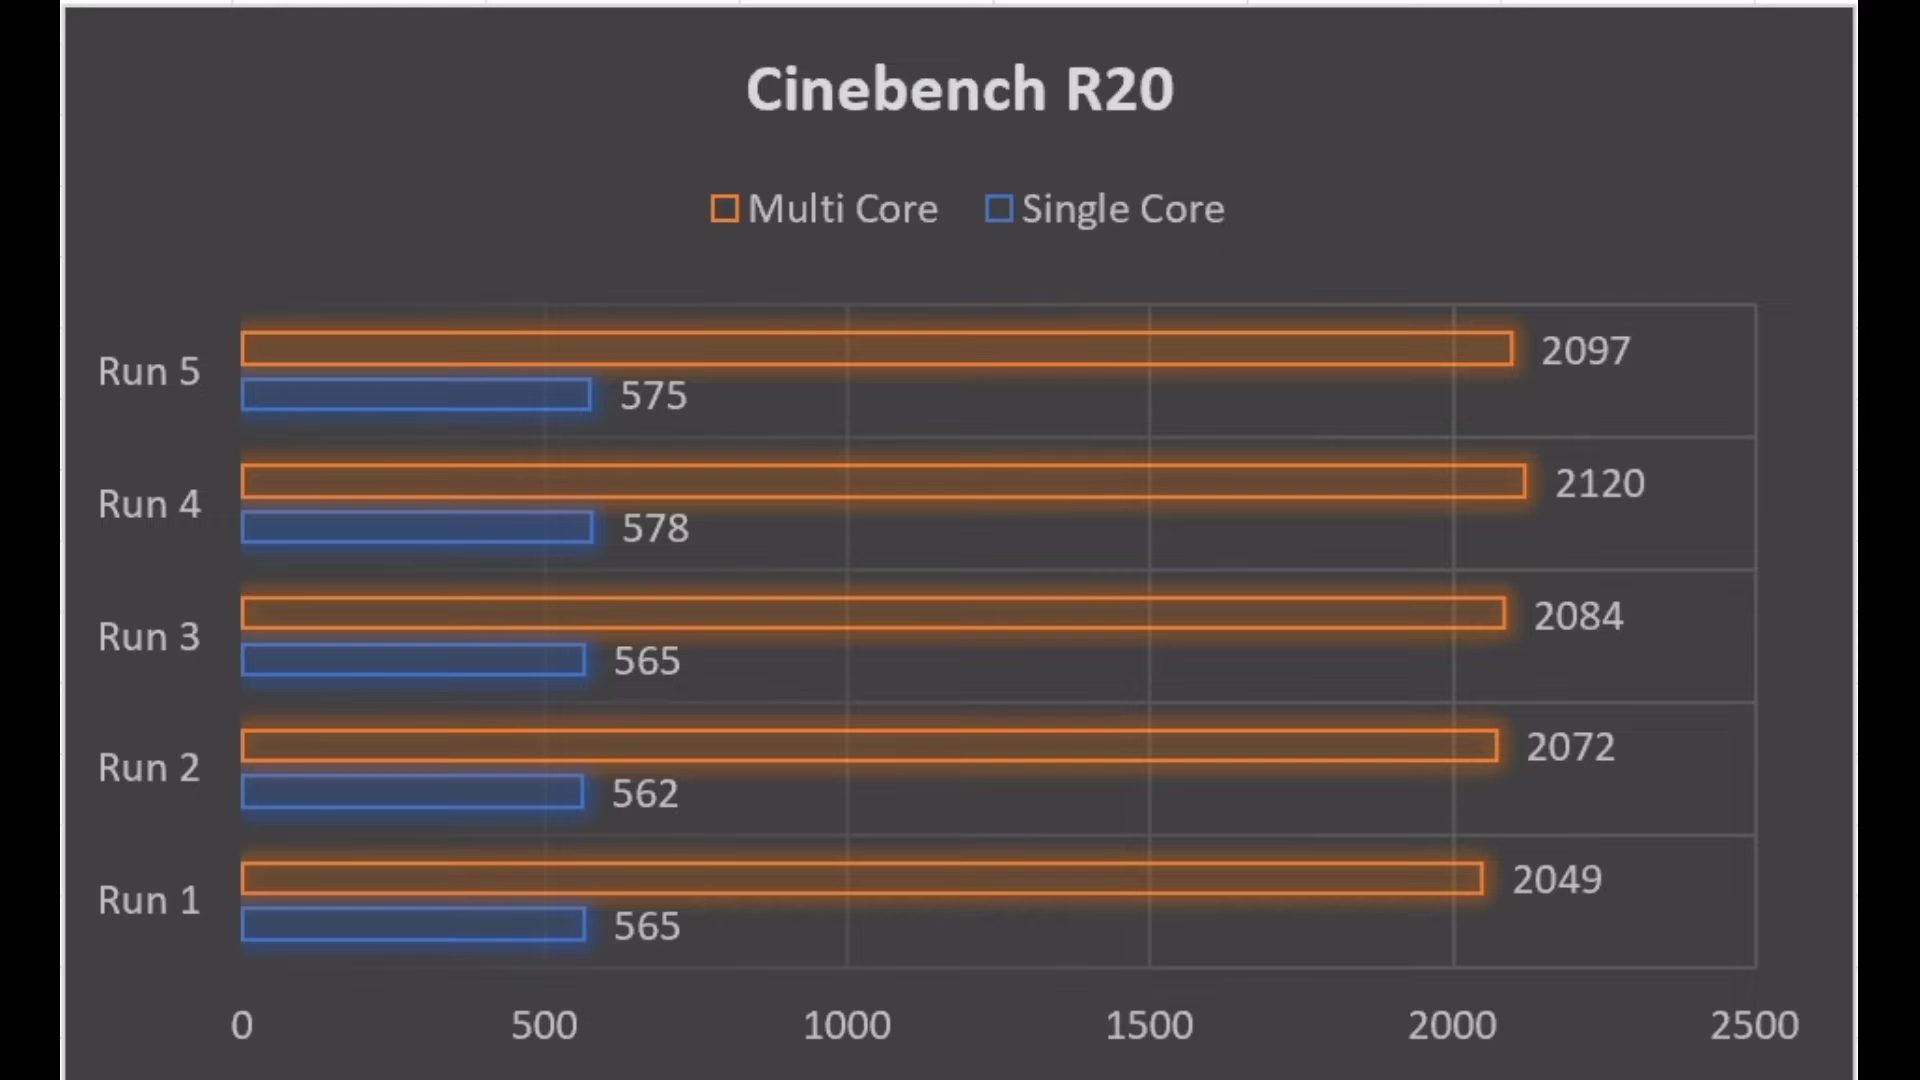 Cinebench R20
Multi Core Single Core
Run 5 2097
575
Run 4 2120
578
Run 3 2084
565
Run 2 2072
562
Run 1 2049
565
0 500 1000 1500 2000 2500